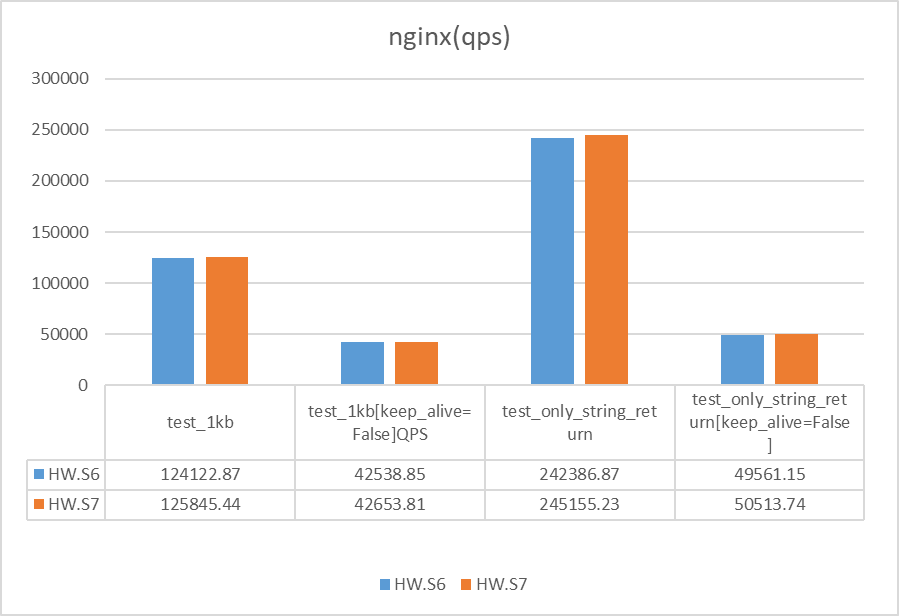 nginx(qps)
300000
250000
200000
150000
100000
50000
0
test_1kb
test_1kb[keep_alive=
False]QPS
test_only_string_ret
urn
test_only_string_ret
urn[keep_alive=False
]
HW.S6 124122.87 42538.85 242386.87 49561.15
HW.S7 125845.44 42653.81 245155.23 50513.74
HW.S6 HW.S7